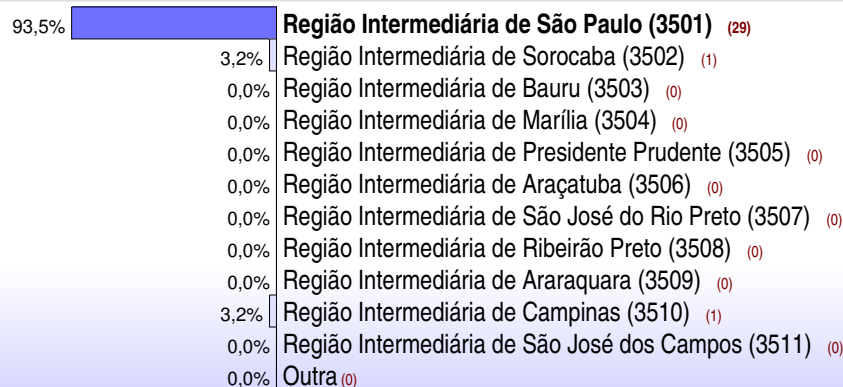 93,5% Região Intermediária de São Paulo (3501) (29)
3,2% Região Intermediária de Sorocaba (3502) (1)
0,0% Região Intermediária de Bauru (3503) (0)
0,0% Região Intermediária de Marília (3504) (0)
0,0% Região Intermediária de Presidente Prudente (3505) (0)
0,0% Região Intermediária de Araçatuba (3506) (0)
0,0% Região Intermediária de São José do Rio Preto (3507) (0)
0,0% Região Intermediária de Ribeirão Preto (3508) (0)
0,0% Região Intermediária de Araraquara (3509) (0)
3,2% Região Intermediária de Campinas (3510) (1)
0,0% Região Intermediária de São José dos Campos (3511) (0)
0,0% Outra (0)